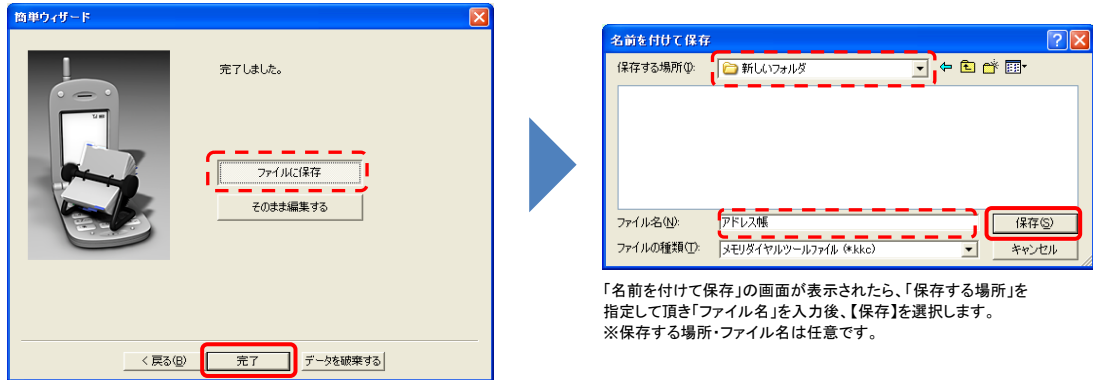 簡単ウィザード
完了しました。
ファイルに保存
そのまま編集する
< 戻る(B)
完了
データを破棄する
名前を付けて保存
保存する場所(I):
新しいフォルダ
ファイル名(N):
アドレス帳
保存(S)
ファイルの種類(T):
メモリダイヤルツールファイル (*.kkc)
キャンセル
「名前を付けて保存」の画面が表示されたら、「保存する場所」を
指定して頂き「ファイル名」を入力後、【保存】を選択します。
※保存する場所・ファイル名は任意です。